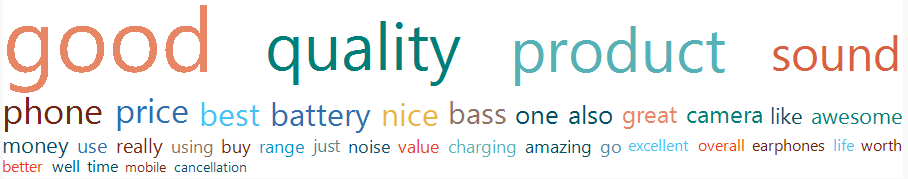 good quality product sound
phone price best battery nice bass one also great camera like awesome
money use really using buy range just noise value charging amazing go excellent overall earphones life worth
better well time mobile cancellation